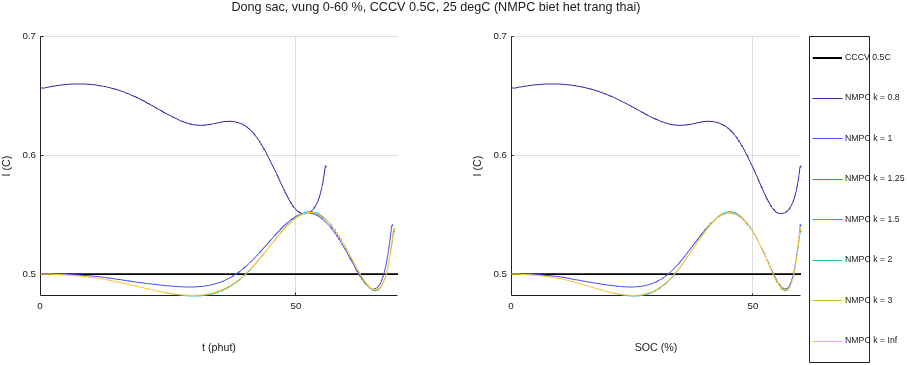 Dong sac, vung 0-60 %, CCCV 0.5C, 25 degC (NMPC biet het trang thai)
0.7
0.6
0.5
0
50
I (C)
t (phut)
0.7
0.6
0.5
0
50
I (C)
SOC (%)
CCCV 0.5C
NMPC k = 0.8
NMPC k = 1
NMPC k = 1.25
NMPC k = 1.5
NMPC k = 2
NMPC k = 3
NMPC k = Inf